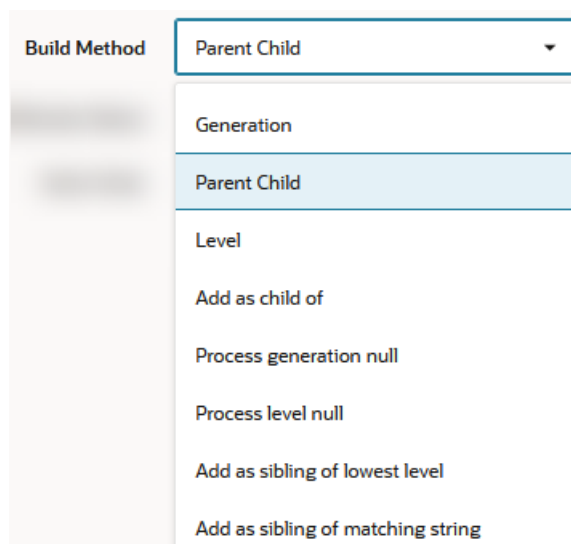 Build Method Parent Child
Generation
Parent Child
Level
Add as child of
Process generation null
Process level null
Add as sibling of lowest level
Add as sibling of matching string